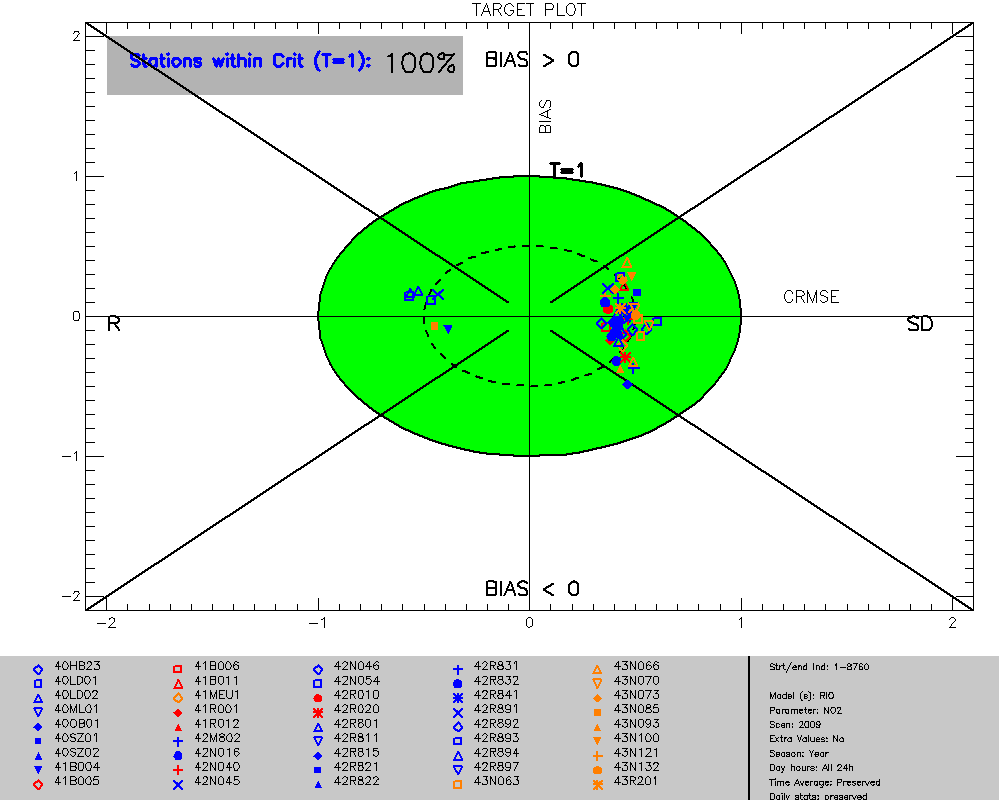 TARGET PLOT
2
Stations within Crit (T=1): 100%
BIAS > 0
BIAS
T=1
1
CRMSE
0
R
SD
-1
BIAS < 0
-2
-2 -1 0 1 2
40HB23 41B006 42N046 42R831 43N066
40LD01 41B011 42N054 42R832 43N070
40LD02 41MEU1 42R010 42R841 43N073
40ML01 41R001 42R020 42R891 43N085
40OB01 41R012 42R801 42R892 43N093
40SZ01 42M802 42R811 42R893 43N100
40SZ02 42N016 42R815 42R894 43N121
41B004 42N040 42R821 42R897 43N132
41B005 42N045 42R822 43N063 43R201
Strt/end Ind: 1-8760
Model (s): RIO
Parameter: NO2
Scen: 2009
Extra Values: No
Season: Year
Day hours: All 24h
Time Average: Preserved
Daily stats: preserved